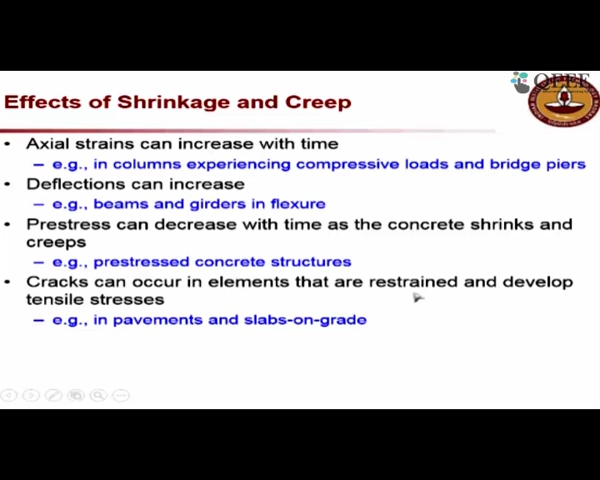 QEEE
Effects of Shrinkage and Creep
• Axial strains can increase with time
– e.g., in columns experiencing compressive loads and bridge piers
• Deflections can increase
– e.g., beams and girders in flexure
• Prestress can decrease with time as the concrete shrinks and
creeps
– e.g., prestressed concrete structures
• Cracks can occur in elements that are restrained and develop
tensile stresses
– e.g., in pavements and slabs-on-grade